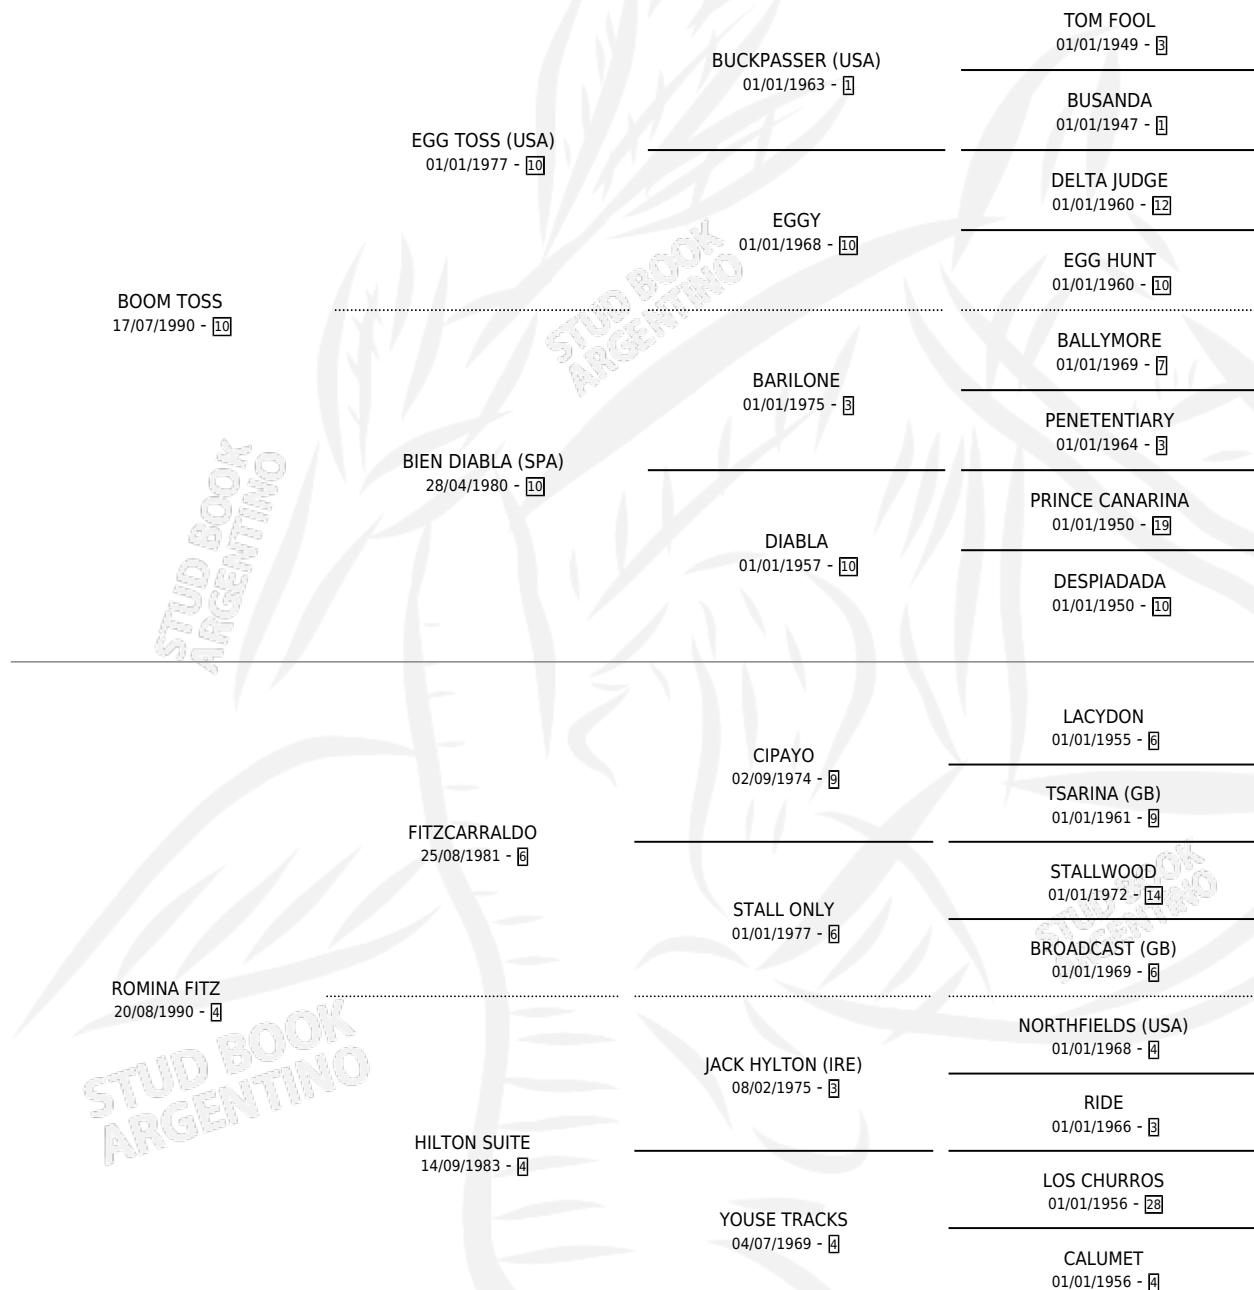 TOM FOOL
01/01/1949 - 3
BUCKPASSER (USA)
01/01/1963 - 1
BUSANDA
01/01/1947 - 1
EGG TOSS (USA)
01/01/1977 - 10
DELTA JUDGE
01/01/1960 - 12
EGGY
01/01/1968 - 10
EGG HUNT
01/01/1960 - 10
BOOM TOSS
17/07/1990 - 10
BALLYMORE
01/01/1969 - 7
BARILONE
01/01/1975 - 3
PENETENTIARY
01/01/1964 - 3
BIEN DIABLA (SPA)
28/04/1980 - 10
PRINCE CANARINA
01/01/1950 - 19
DIABLA
01/01/1957 - 10
DESPIADADA
01/01/1950 - 10
LACYDON
01/01/1955 - 6
CIPAYO
02/09/1974 - 9
TSARINA (GB)
01/01/1961 - 9
FITZCARRALDO
25/08/1981 - 6
STALLWOOD
01/01/1972 - 14
STALL ONLY
01/01/1977 - 6
BROADCAST (GB)
01/01/1969 - 6
ROMINA FITZ
20/08/1990 - 4
NORTHFIELDS (USA)
01/01/1968 - 4
JACK HYLTON (IRE)
08/02/1975 - 3
RIDE
01/01/1966 - 3
HILTON SUITE
14/09/1983 - 4
LOS CHURROS
01/01/1956 - 28
YOUSE TRACKS
04/07/1969 - 4
CALUMET
01/01/1956 - 4
STUD BOOK
ARGENTINO
STUD BOOK
ARGENTINO
STUD BOOK
ARGENTINO
STUD BOOK
ARGENTINO